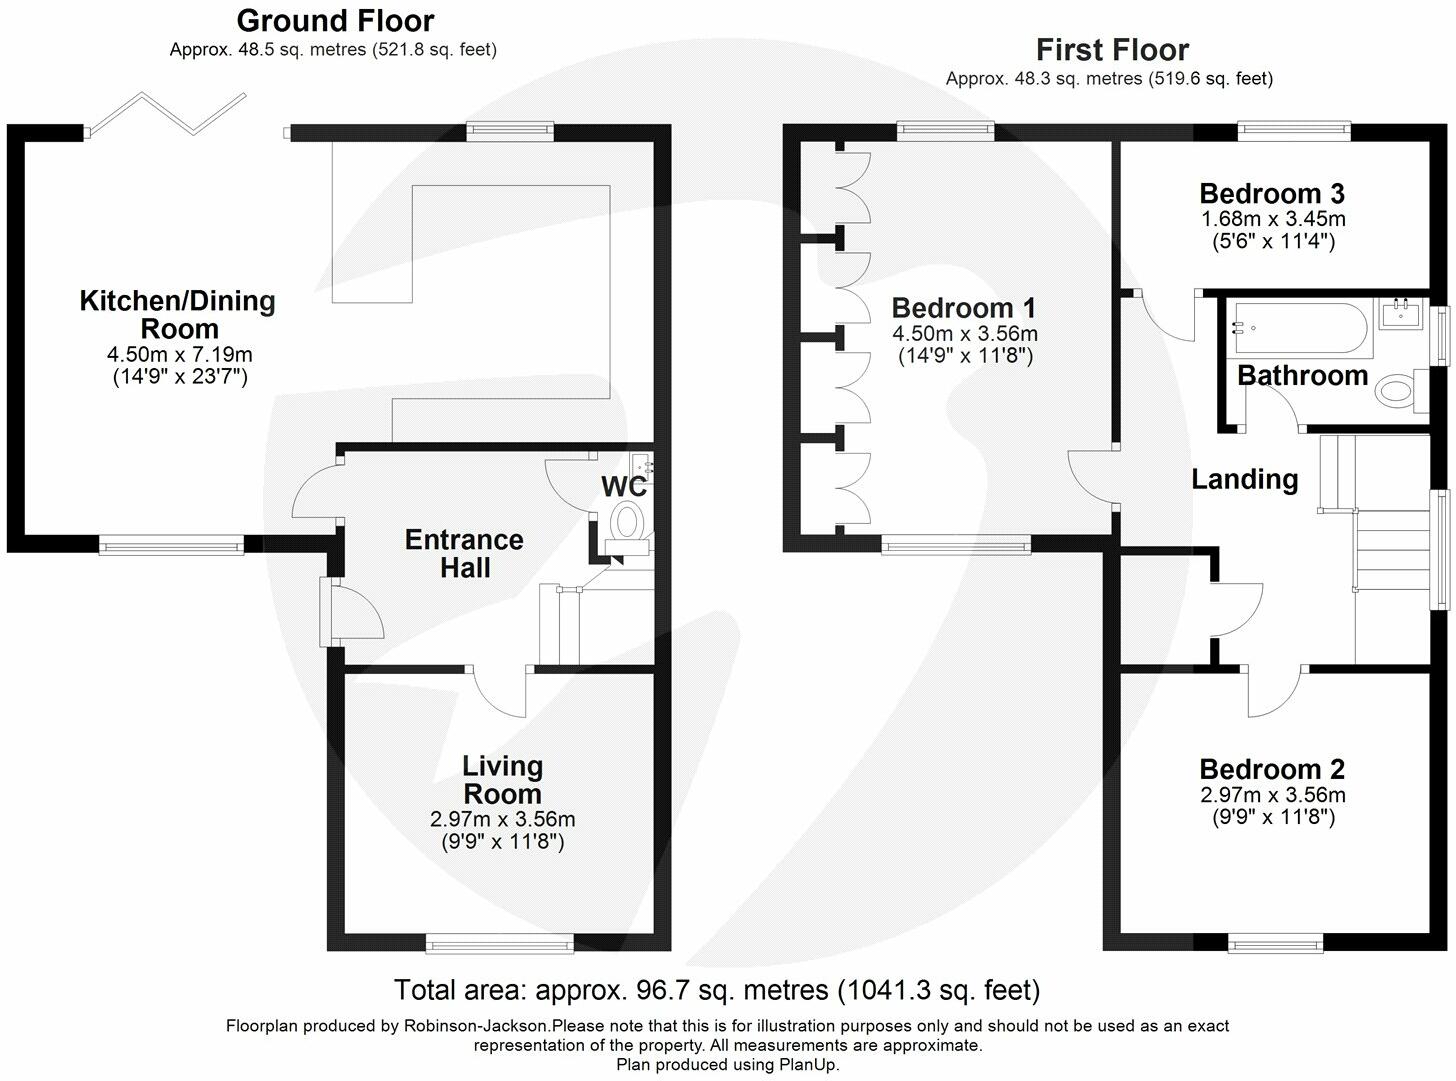 Ground Floor
Approx. 48.5 sq. metres (521.8 sq. feet)
Kitchen/Dining
Room
4.50m x 7.19m
(14'9" x 23'7")
WC
Entrance
Hall
Living
Room
2.97m x 3.56m
(9'9" x 11'8")
First Floor
Approx. 48.3 sq. metres (519.6 sq. feet)
Bedroom 3
1.68m x 3.45m
(5'6" x 11'4")
Bedroom 1
4.50m x 3.56m
(14'9" x 11'8")
Bathroom
Landing
Bedroom 2
2.97m x 3.56m
(9'9" x 11'8")
Total area: approx. 96.7 sq. metres (1041.3 sq. feet)
Floorplan produced by Robinson-Jackson.Please note that this is for illustration purposes only and should not be used as an exact
representation of the property. All measurements are approximate.
Plan produced using PlanUp.